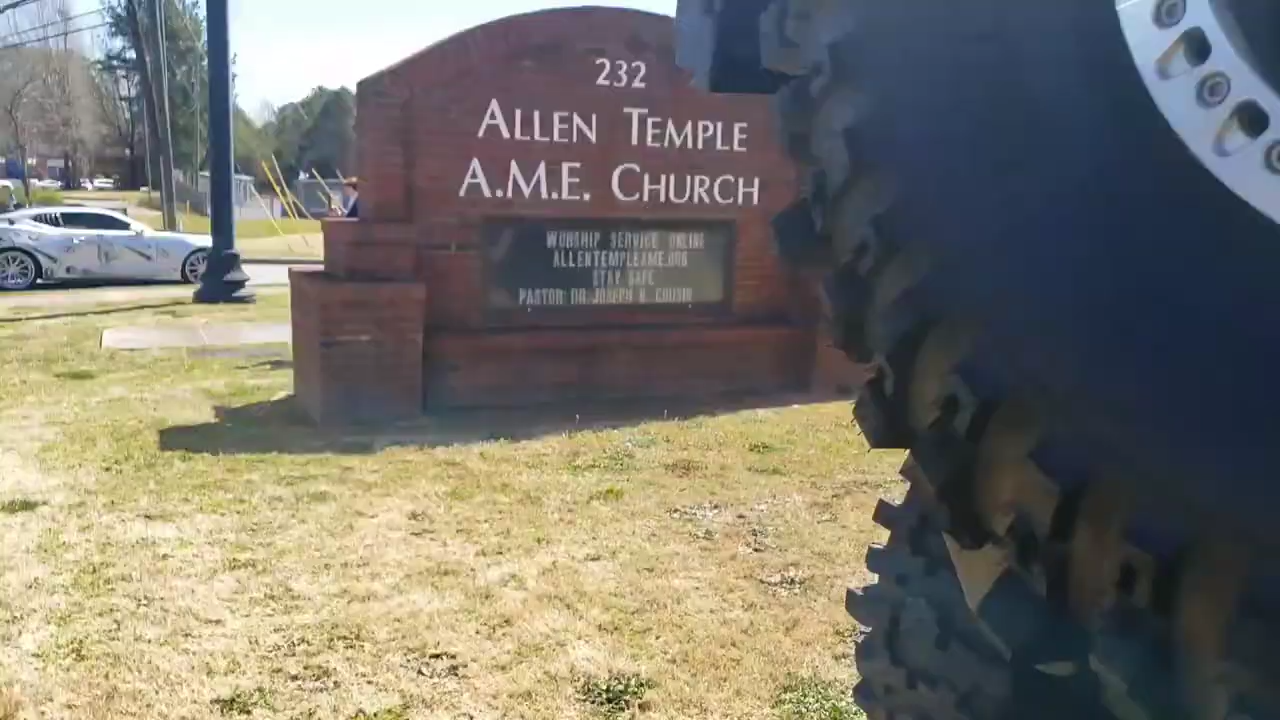 232
ALLEN TEMPLE
A.M.E. CHURCH
WORSHIP SERVICE ONLINE
ALLENTEMPLEAME.ORG
STAY SAFE
PASTOR: DR. JOSEPH